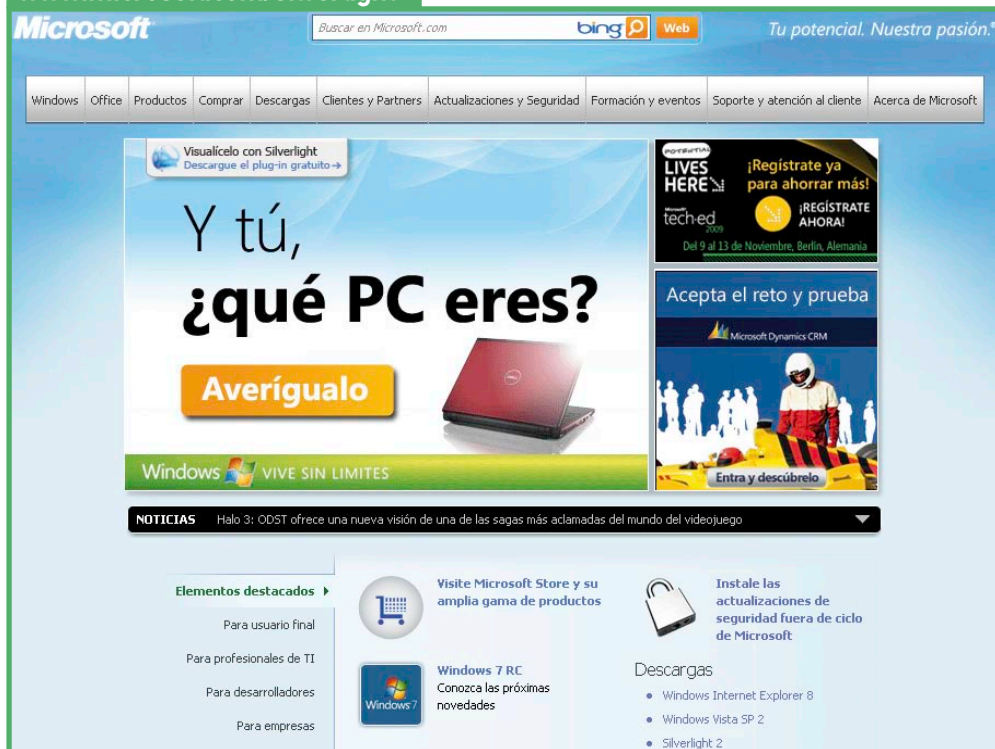 Microsoft
Buscar en Microsoft.com
bing
Web
Tu potencial. Nuestra pasión.®
Windows
Office
Productos
Comprar
Descargas
Clientes y Partners
Actualizaciones y Seguridad
Formación y eventos
Soporte y atención al cliente
Acerca de Microsoft
Visualícelo con Silverlight
Descargue el plug-in gratuito
Y tú,
¿qué PC eres?
Averígualo
Windows VIVE SIN LIMITES
POTENTIAL
LIVES
HERE
Microsoft
tech·ed
2009
¡Regístrate ya
para ahorrar más!
¡REGÍSTRATE
AHORA!
Del 9 al 13 de Noviembre, Berlín, Alemania
Acepta el reto y prueba
Microsoft Dynamics CRM
Entra y descúbrelo
NOTICIAS Halo 3: ODST ofrece una nueva visión de una de las sagas más aclamadas del mundo del videojuego
Elementos destacados
Para usuario final
Para profesionales de TI
Para desarrolladores
Para empresas
Visite Microsoft Store y su
amplia gama de productos
Windows 7
Windows 7 RC
Conozca las próximas
novedades
Instale las
actualizaciones de
seguridad fuera de ciclo
de Microsoft
Descargas
Windows Internet Explorer 8
Windows Vista SP 2
Silverlight 2